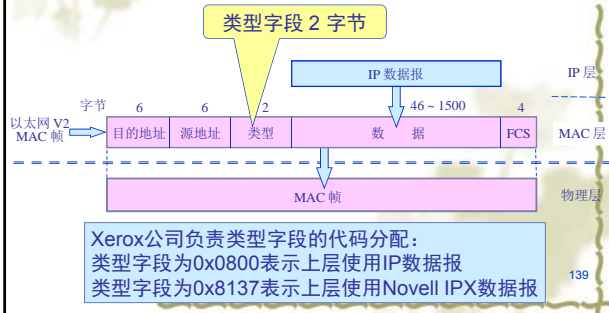 类型字段 2 字节
IP 数据报
IP 层
字节
6
6
2
46 ~ 1500
4
以太网 V2
MAC 帧
目的地址
源地址
类型
数 据
FCS
MAC 层
MAC 帧
物理层
Xerox公司负责类型字段的代码分配：
类型字段为0x0800表示上层使用IP数据报
类型字段为0x8137表示上层使用Novell IPX数据报
139